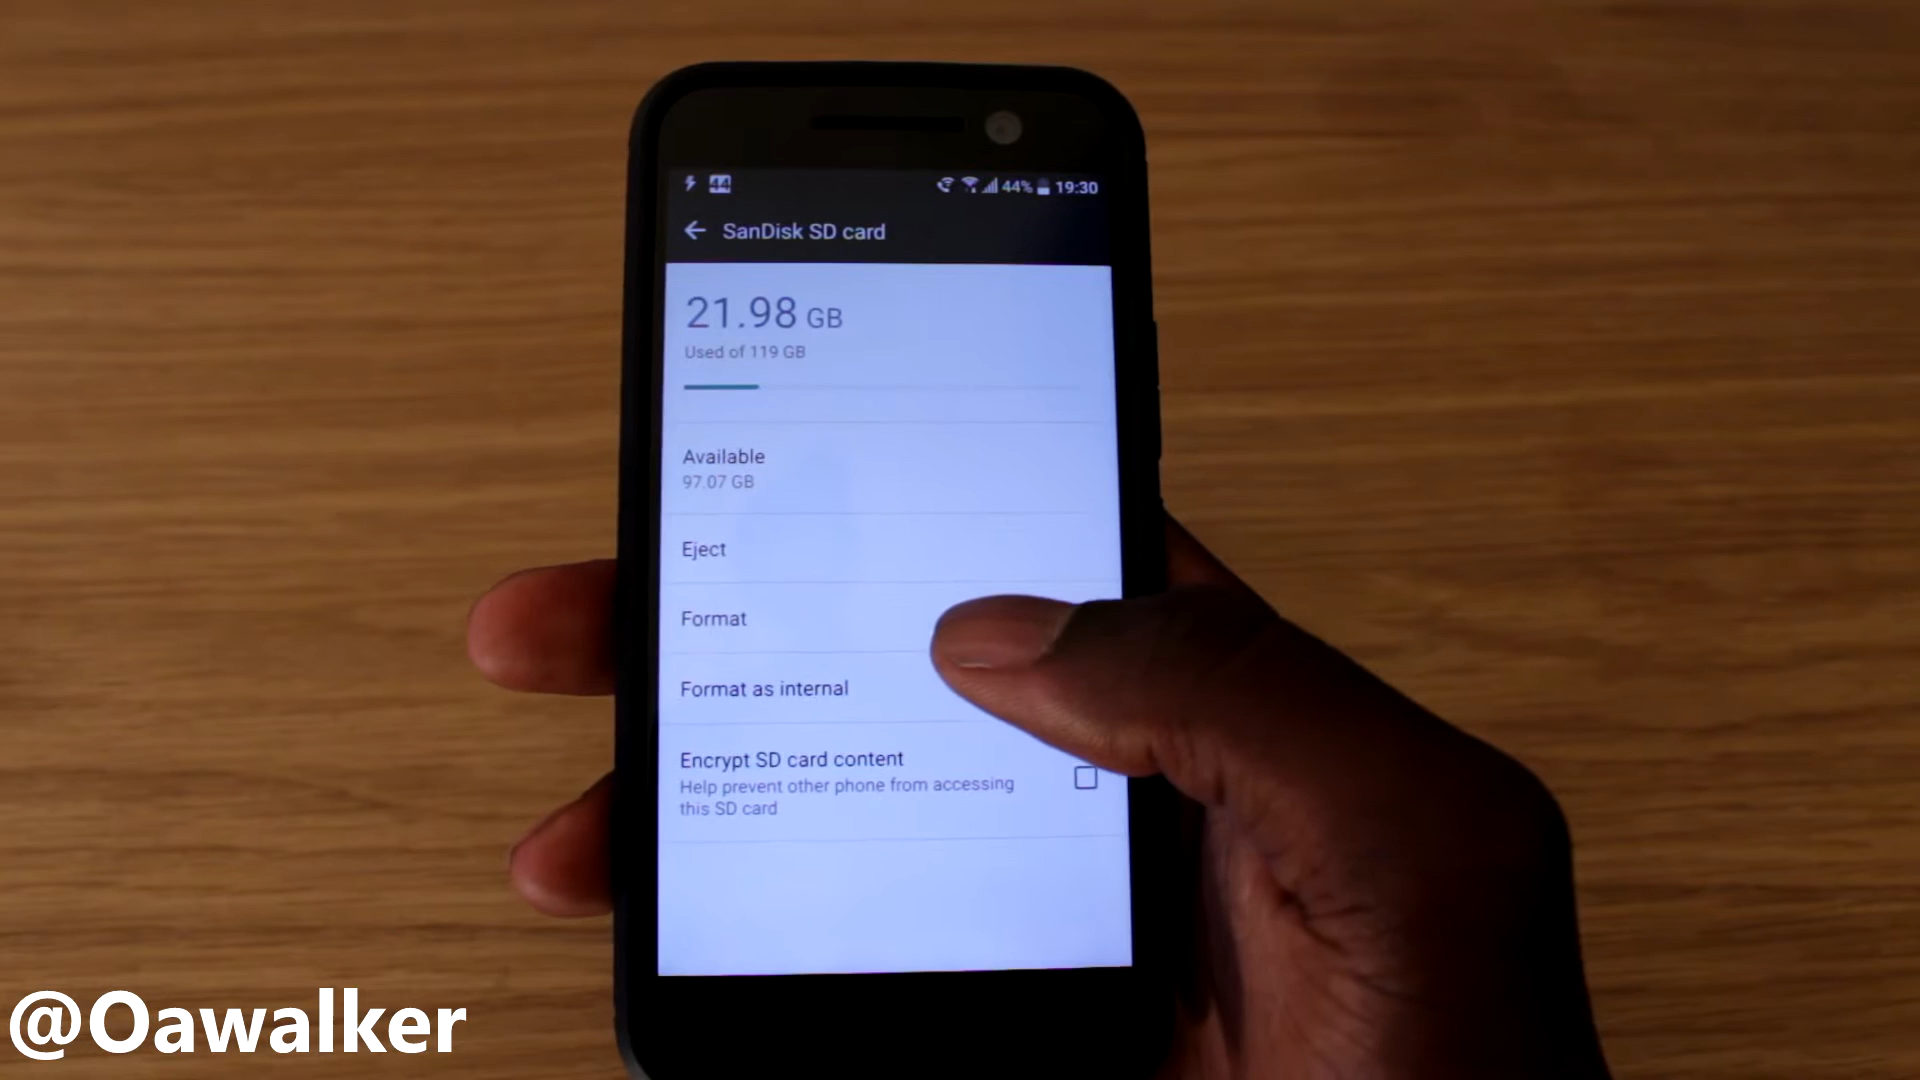 44
44% 19:30
SanDisk SD card
21.98 GB
Used of 119 GB
Available
97.07 GB
Eject
Format
Format as internal
Encrypt SD card content
Help prevent other phone from accessing
this SD card
@Oawalker